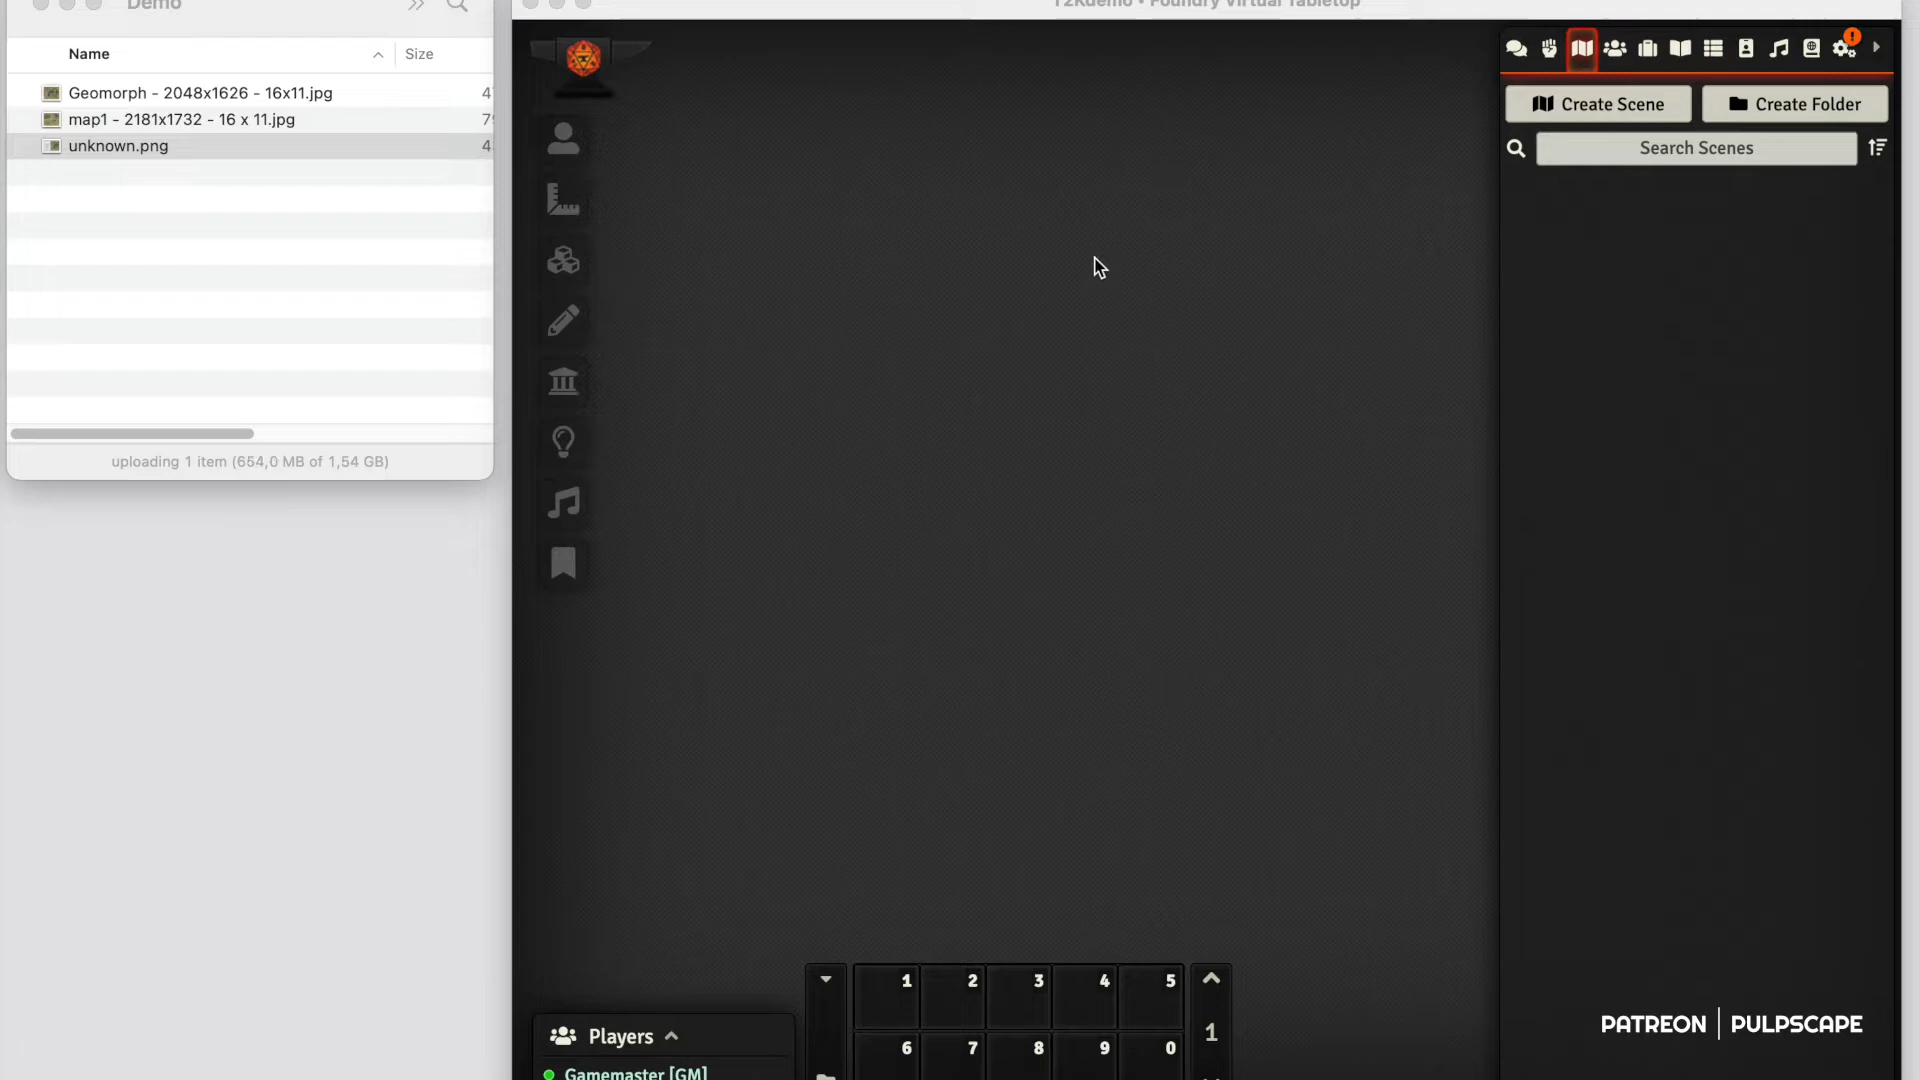 Demo
Name
Size
Geomorph - 2048x1626 - 16x11.jpg
map1 - 2181x1732 - 16 x 11.jpg
unknown.png
uploading 1 item (654,0 MB of 1,54 GB)
T2Kdemo • Foundry Virtual Tabletop
Create Scene
Create Folder
Search Scenes
1 2 3 4 5
6 7 8 9 0
1
Players
Gamemaster [GM]
PATREON | PULPSCAPE